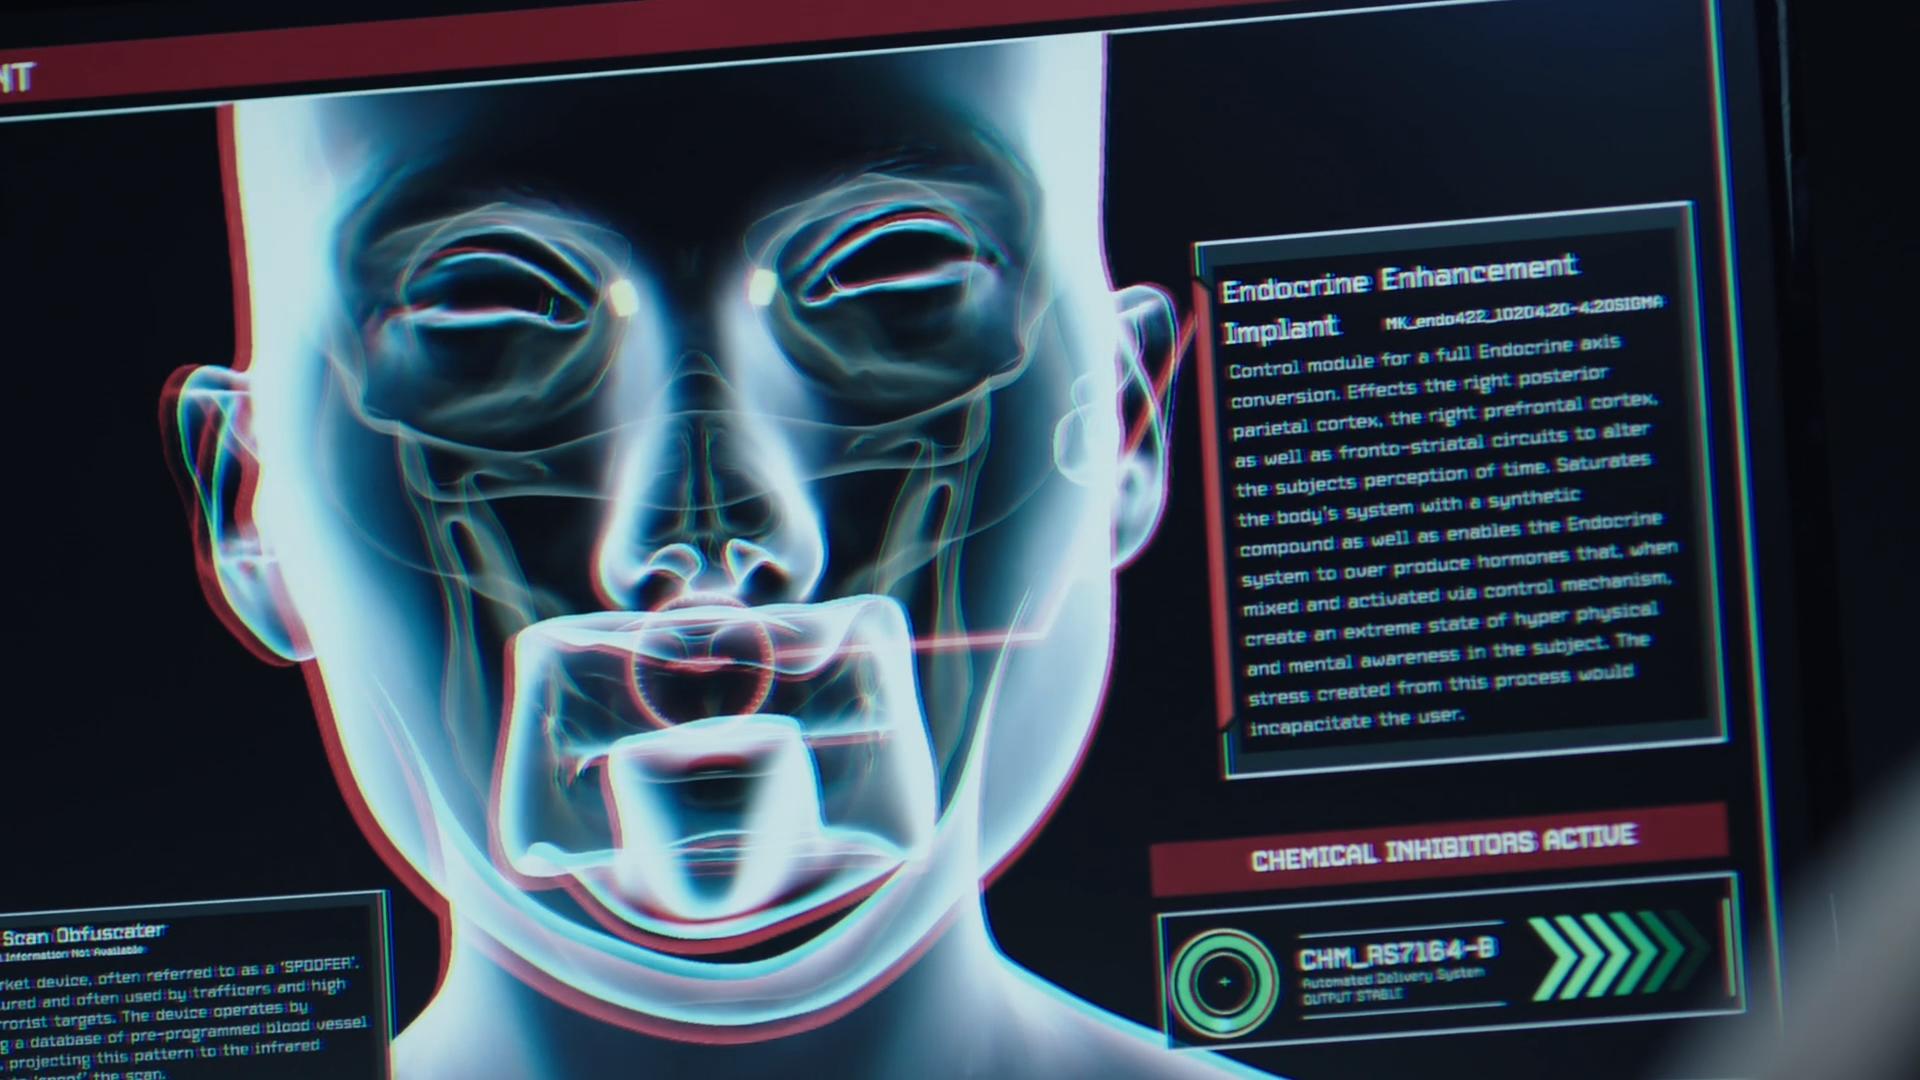 NT
Endocrine Enhancement
Implant MK_endo422_10204.20-4.20SIGMA
Control module for a full Endocrine axis
conversion. Effects the right posterior
parietal cortex, the right prefrontal cortex,
as well as fronto-striatal circuits to alter
the subjects perception of time. Saturates
the body's system with a synthetic
compound as well as enables the Endocrine
system to over produce hormones that, when
mixed and activated via control mechanism,
create an extreme state of hyper physical
and mental awareness in the subject. The
stress created from this process would
incapacitate the user.
CHEMICAL INHIBITORS ACTIVE
CHM_RS7164-B
Automated Delivery System
OUTPUT STABLE
Scan Obfuscater
Information Not Available
rket device, often referred to as a 'SPOOFER'.
ured and often used by trafficers and high
rrorist targets. The device operates by
g a database of pre-programmed blood vessel
, projecting this pattern to the infrared
'spoof' the scan.